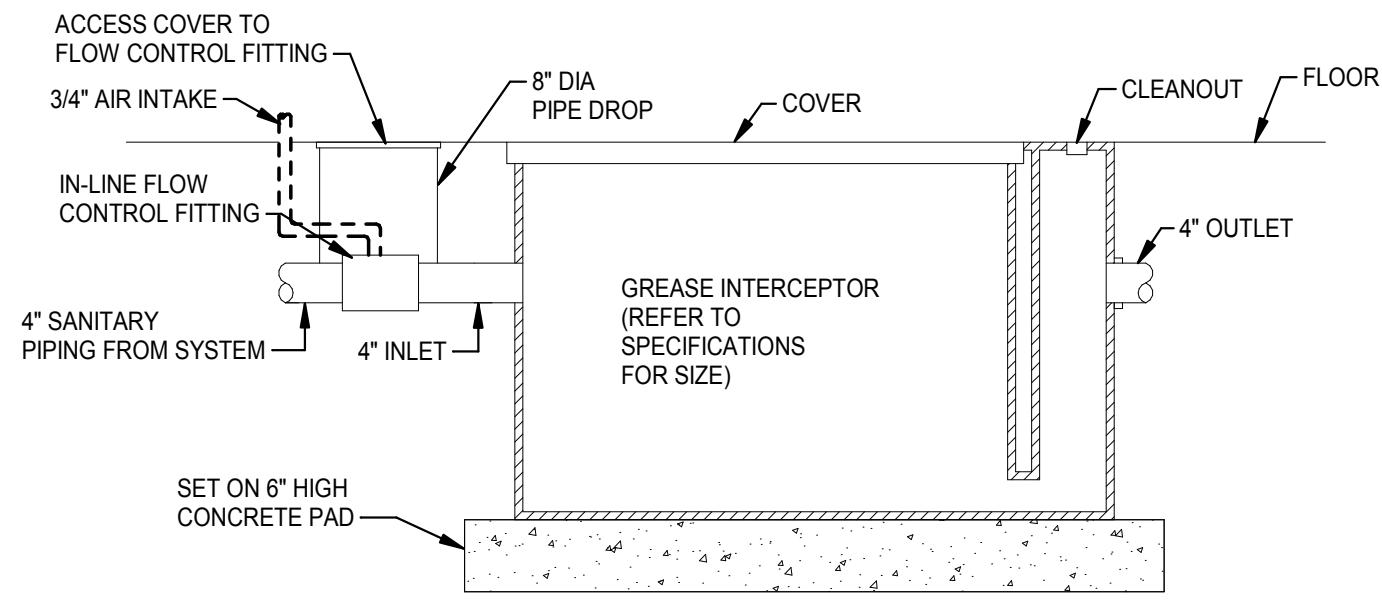 ACCESS COVER TO
FLOW CONTROL FITTING
3/4" AIR INTAKE
8" DIA
PIPE DROP
COVER
CLEANOUT
FLOOR
IN-LINE FLOW
CONTROL FITTING
4" OUTLET
GREASE INTERCEPTOR
(REFER TO
SPECIFICATIONS
FOR SIZE)
4" SANITARY
PIPING FROM SYSTEM
4" INLET
SET ON 6" HIGH
CONCRETE PAD